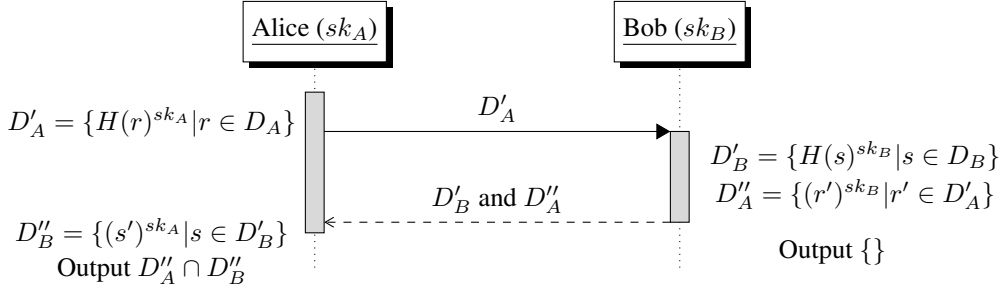 Alice (sk_A)
Bob (sk_B)
D'_A = {H(r)^{sk_A}|r ∈ D_A}
D'_A
D'_B = {H(s)^{sk_B}|s ∈ D_B}
D''_A = {(r')^{sk_B}|r' ∈ D'_A}
D'_B and D''_A
D''_B = {(s')^{sk_A}|s ∈ D'_B}
Output D''_A ∩ D''_B
Output {}